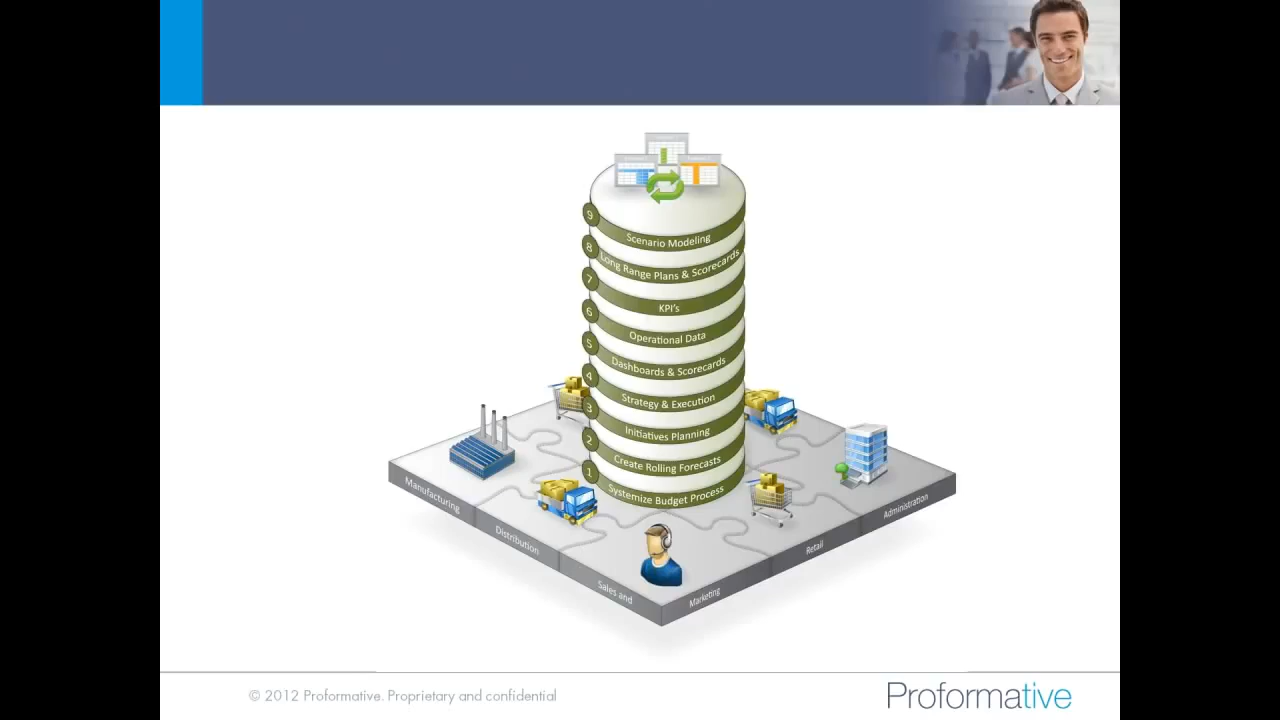 9
Scenario Modeling
8
Long Range Plans & Scorecards
7
KPI's
6
Operational Data
5
Dashboards & Scorecards
4
Strategy & Execution
3
Initiatives Planning
2
Create Rolling Forecasts
1
Systemize Budget Process
Manufacturing
Distribution
Sales and
Marketing
Retail
Administration
© 2012 Proformative. Proprietary and confidential
Proformative